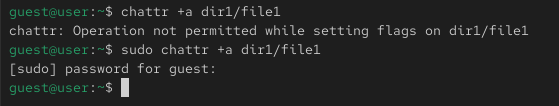 guest@user:~$ chattr +a dir1/file1
chattr: Operation not permitted while setting flags on dir1/file1
guest@user:~$ sudo chattr +a dir1/file1
[sudo] password for guest:
guest@user:~$